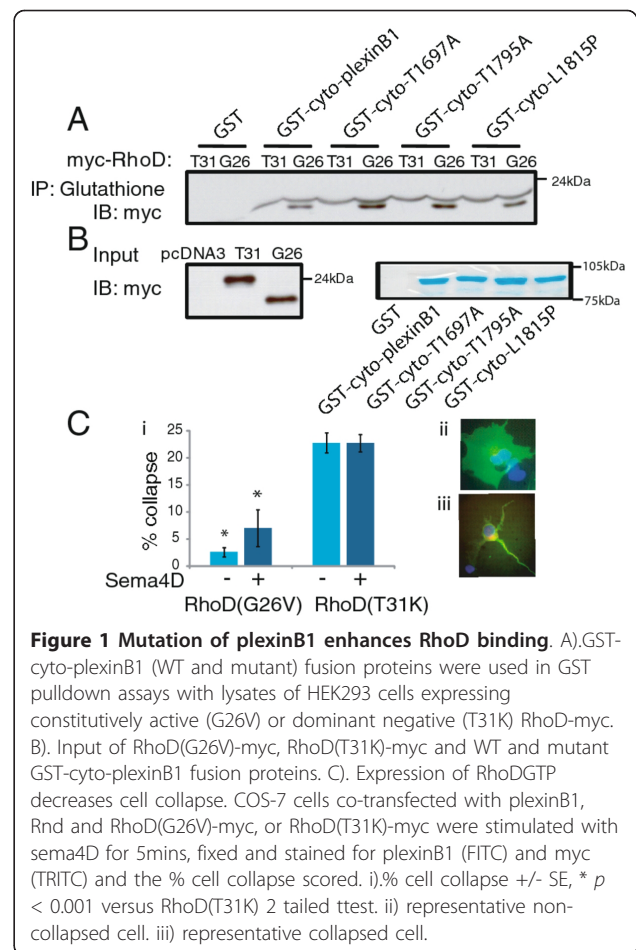 GST
GST-cyto-plexinB1
GST-cyto-T1697A
GST-cyto-T1795A
GST-cyto-L1815P
A
myc-RhoD: T31 G26 T31 G26 T31 G26 T31 G26 T31 G26
IP: Glutathione
IB: myc
24kDa
B
Input pcDNA3 T31 G26
IB: myc
24kDa
105kDa
75kDa
GST
GST-cyto-plexinB1
GST-cyto-T1697A
GST-cyto-T1795A
GST-cyto-L1815P
C
i
ii
iii
% collapse
25
20
15
10
5
0
* *
Sema4D - + - +
RhoD(G26V) RhoD(T31K)
Figure 1 Mutation of plexinB1 enhances RhoD binding. A).GST-
cyto-plexinB1 (WT and mutant) fusion proteins were used in GST
pulldown assays with lysates of HEK293 cells expressing
constitutively active (G26V) or dominant negative (T31K) RhoD-myc.
B). Input of RhoD(G26V)-myc, RhoD(T31K)-myc and WT and mutant
GST-cyto-plexinB1 fusion proteins. C). Expression of RhoDGTP
decreases cell collapse. COS-7 cells co-transfected with plexinB1,
Rnd and RhoD(G26V)-myc, or RhoD(T31K)-myc were stimulated with
sema4D for 5mins, fixed and stained for plexinB1 (FITC) and myc
(TRITC) and the % cell collapse scored. i).% cell collapse +/- SE, * p
< 0.001 versus RhoD(T31K) 2 tailed ttest. ii) representative non-
collapsed cell. iii) representative collapsed cell.